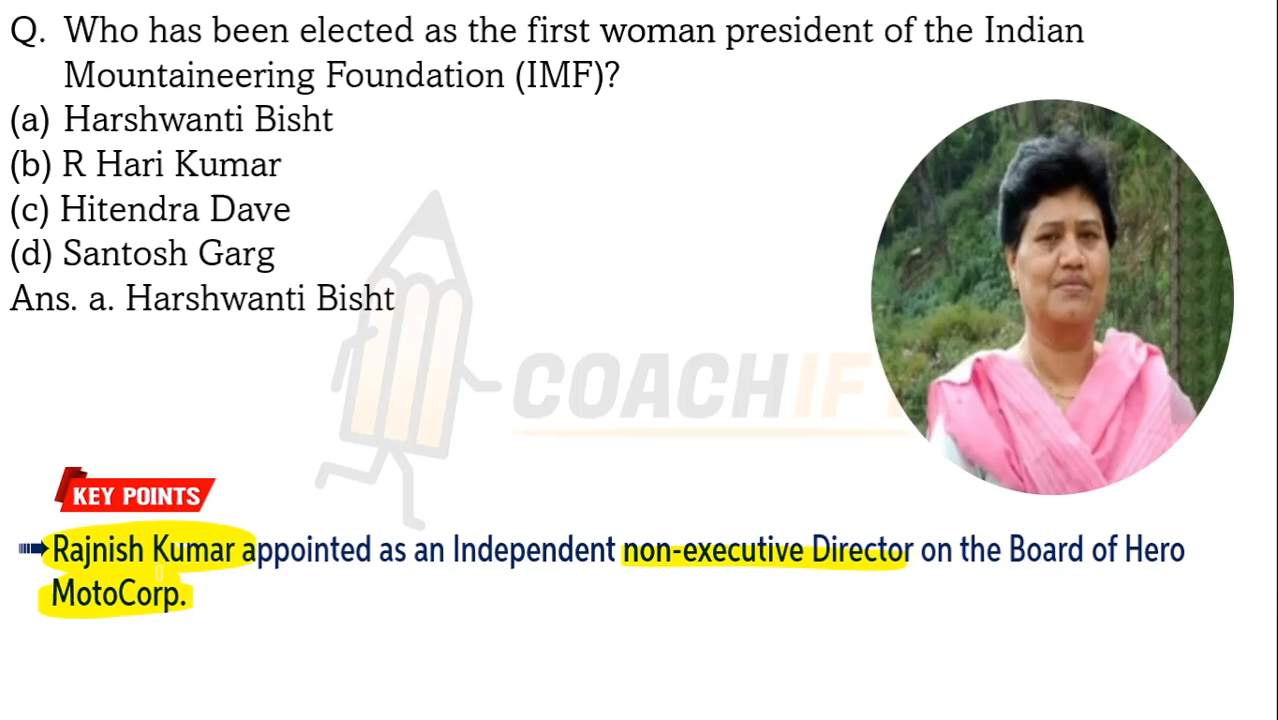 Q. Who has been elected as the first woman president of the Indian
Mountaineering Foundation (IMF)?
(a) Harshwanti Bisht
(b) R Hari Kumar
(c) Hitendra Dave
(d) Santosh Garg
Ans. a. Harshwanti Bisht
COACHIF
KEY POINTS
Rajnish Kumar appointed as an Independent non-executive Director on the Board of Hero
MotoCorp.